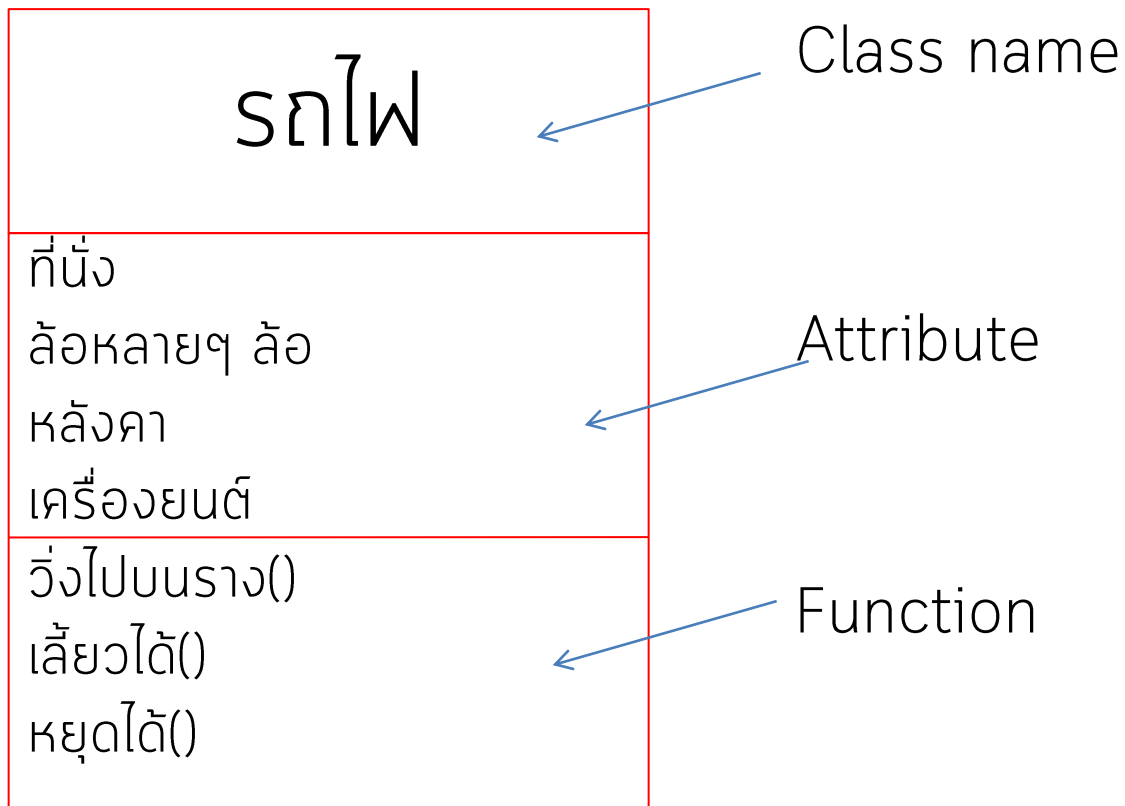 รถไฟ
Class name
ที่นั่ง
ล้อหลายๆ ล้อ
หลังคา
เครื่องยนต์
Attribute
วิ่งไปบนราง()
เลี้ยวได้()
หยุดได้()
Function